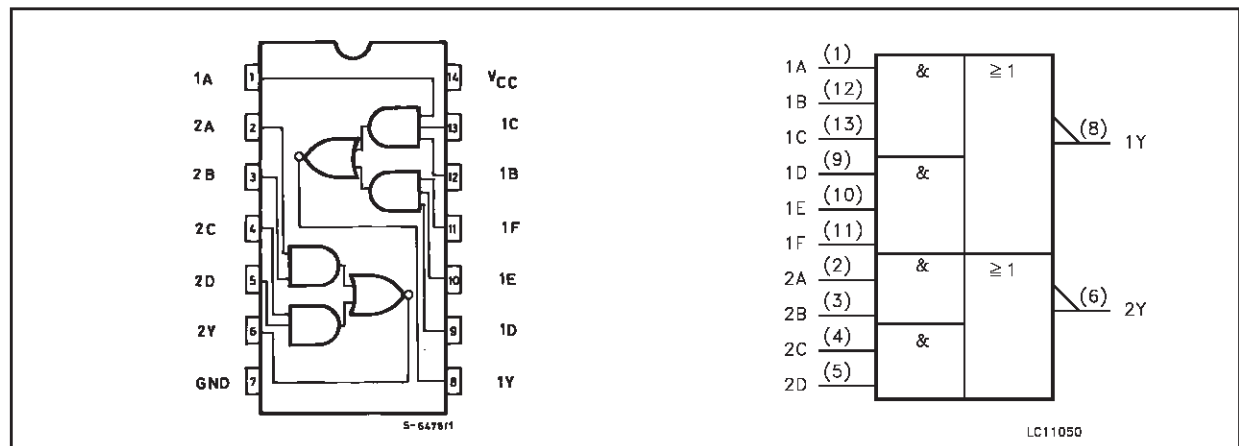 1A 1 14 VCC
2A 2 13 1C
2B 3 12 1B
2C 4 11 1F
2D 5 10 1E
2Y 6 9 1D
GND 7 8 1Y
S-6478/1
1A (1) & ≥1
1B (12)
1C (13) (8) 1Y
1D (9) &
1E (10)
1F (11)
2A (2) & ≥1
2B (3) (6) 2Y
2C (4) &
2D (5)
LC11050